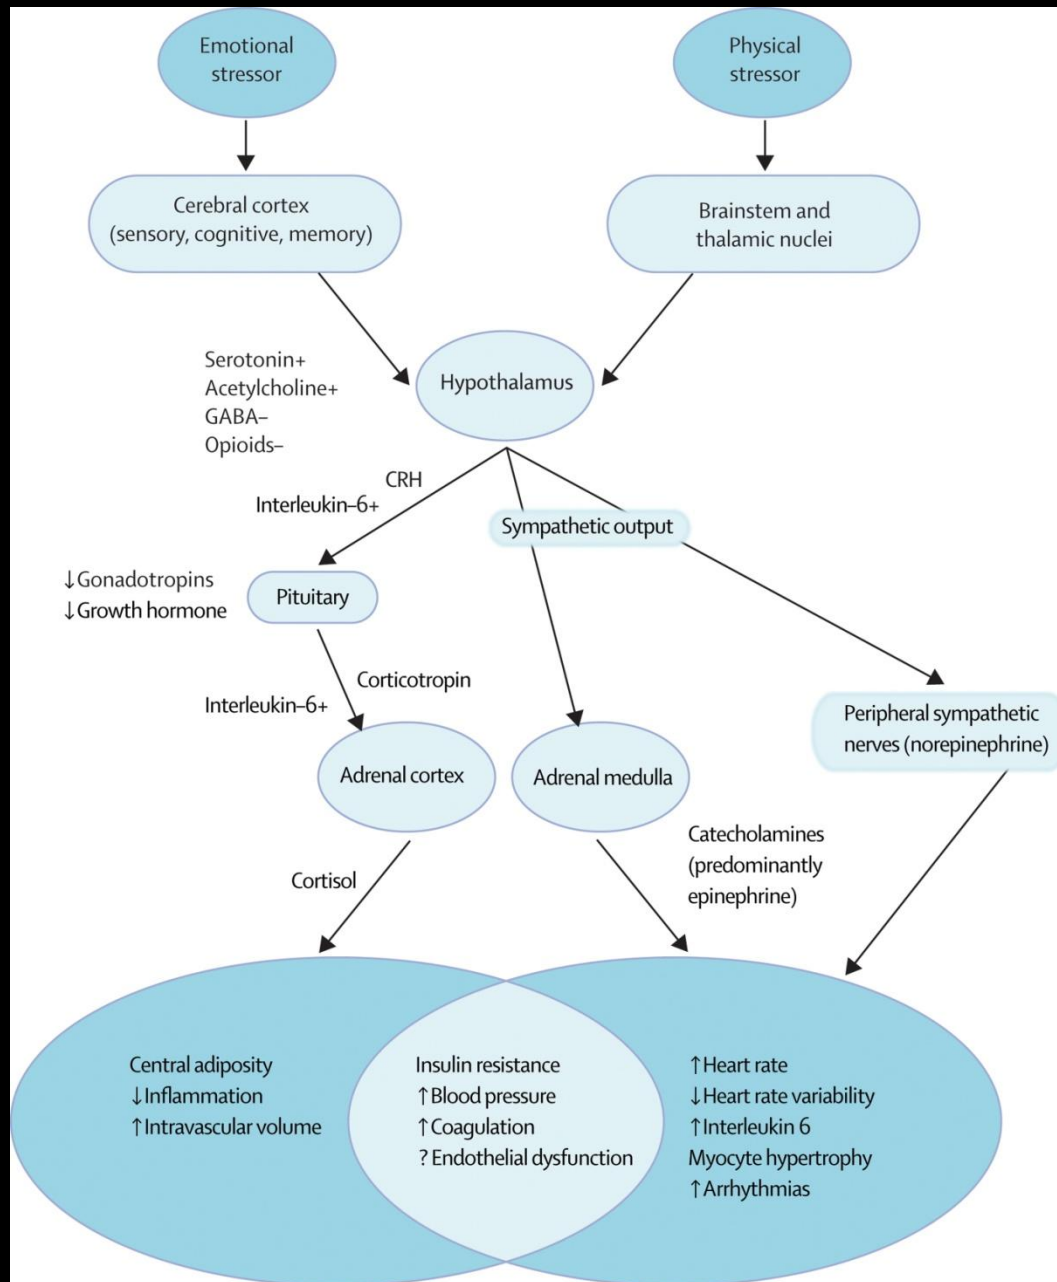 Emotional
stressor
Physical
stressor
Cerebral cortex
(sensory, cognitive, memory)
Brainstem and
thalamic nuclei
Serotonin+
Acetylcholine+
GABA–
Opioids–
Hypothalamus
CRH
Interleukin–6+
Sympathetic output
↓Gonadotropins
↓Growth hormone
Pituitary
Corticotropin
Interleukin–6+
Peripheral sympathetic
nerves (norepinephrine)
Adrenal cortex
Adrenal medulla
Cortisol
Catecholamines
(predominantly
epinephrine)
Central adiposity
↓Inflammation
↑Intravascular volume
Insulin resistance
↑Blood pressure
↑Coagulation
?Endothelial dysfunction
↑Heart rate
↓Heart rate variability
↑Interleukin 6
Myocyte hypertrophy
↑Arrhythmias